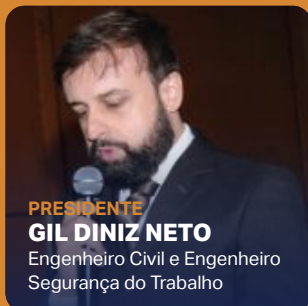 PRESIDENTE
GIL DINIZ NETO
Engenheiro Civil e Engenheiro
Segurança do Trabalho